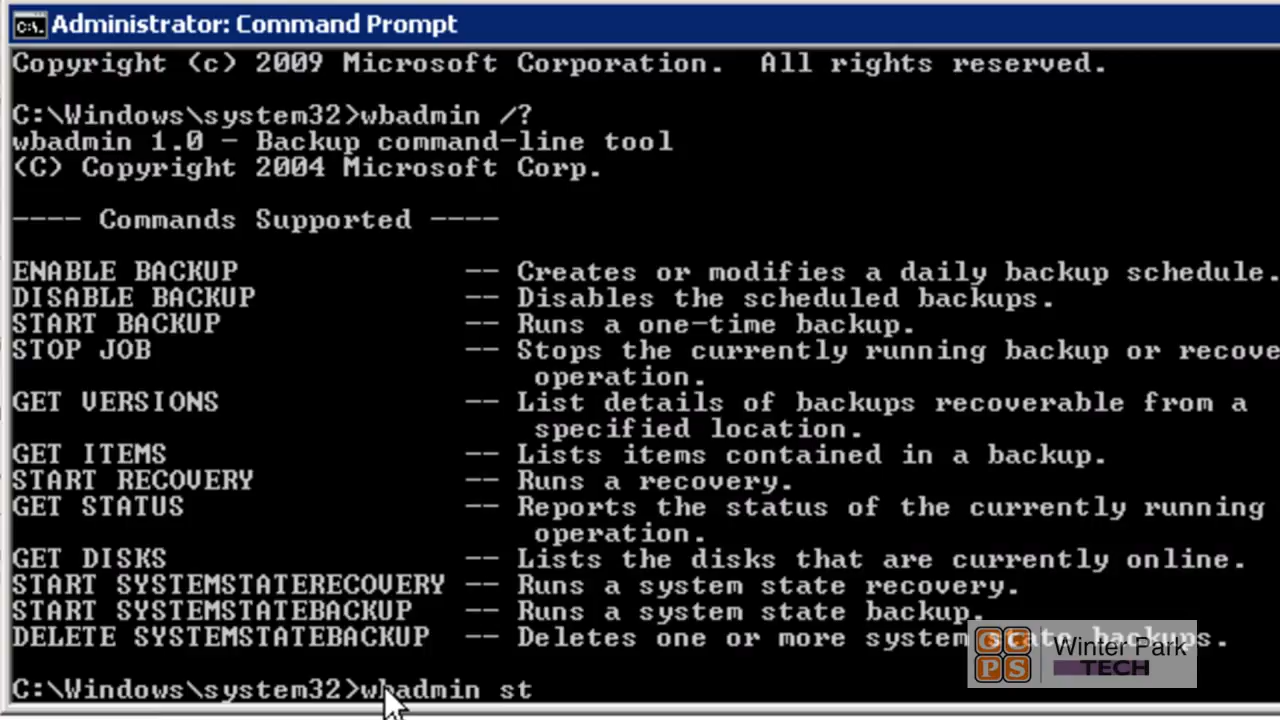 Administrator: Command Prompt
Copyright (c) 2009 Microsoft Corporation.  All rights reserved.
C:\Windows\system32>wbadmin /?
wbadmin 1.0 - Backup command-line tool
(C) Copyright 2004 Microsoft Corp.
---- Commands Supported ----
ENABLE BACKUP -- Creates or modifies a daily backup schedule.
DISABLE BACKUP -- Disables the scheduled backups.
START BACKUP -- Runs a one-time backup.
STOP JOB -- Stops the currently running backup or recove
operation.
GET VERSIONS -- List details of backups recoverable from a
specified location.
GET ITEMS -- Lists items contained in a backup.
START RECOVERY -- Runs a recovery.
GET STATUS -- Reports the status of the currently running
operation.
GET DISKS -- Lists the disks that are currently online.
START SYSTEMSTATERECOVERY -- Runs a system state recovery.
START SYSTEMSTATEBACKUP -- Runs a system state backup.
DELETE SYSTEMSTATEBACKUP -- Deletes one or more system state backups.
C:\Windows\system32>wbadmin st
SCPS Winter Park
TECH